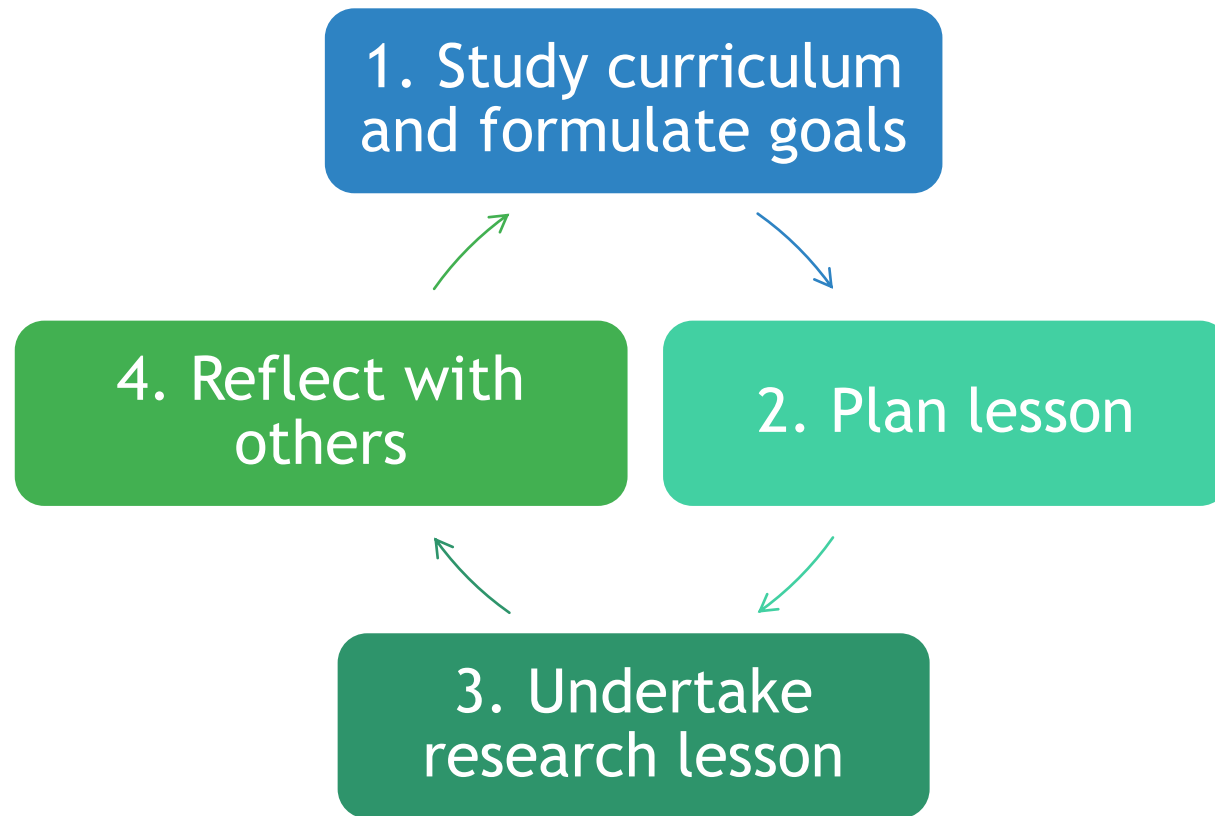 1. Study curriculum
and formulate goals
2. Plan lesson
3. Undertake
research lesson
4. Reflect with
others